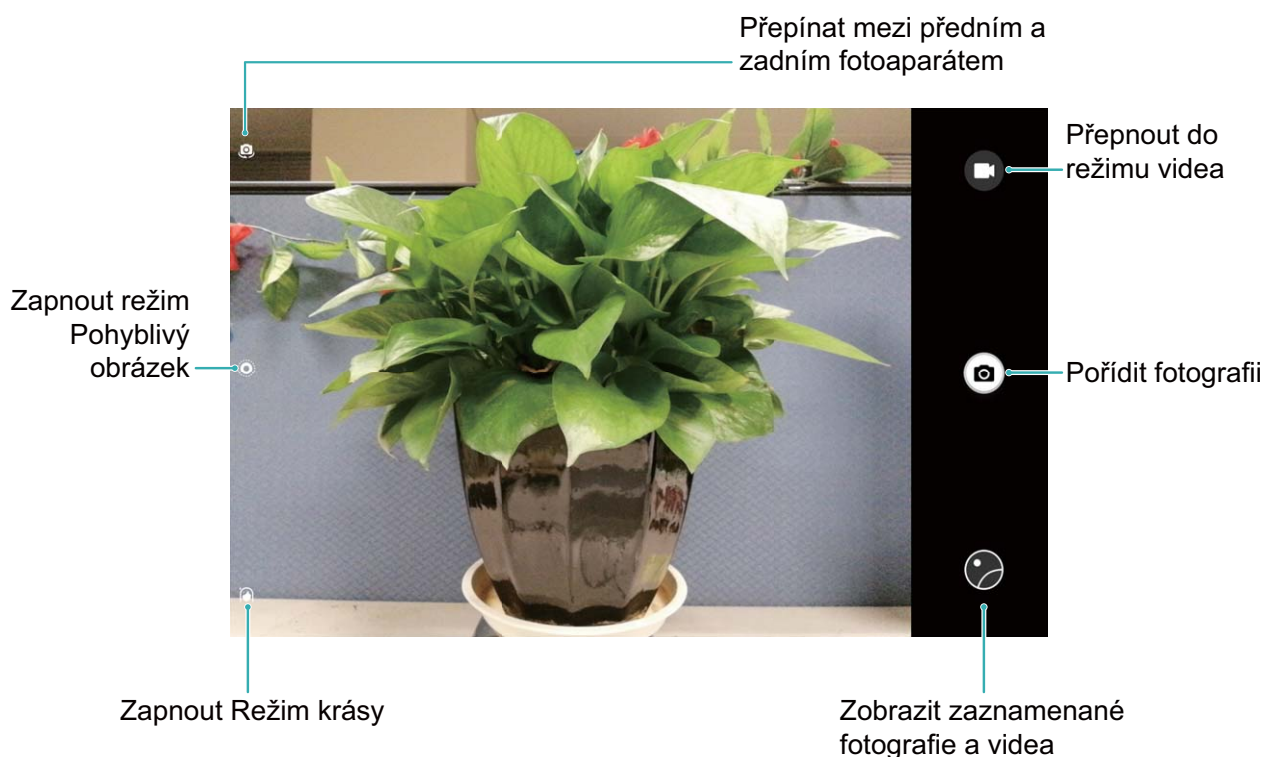 Přepínat mezi předním a
zadním fotoaparátem
Přepnout do
režimu videa
Zapnout režim
Pohyblivý
obrázek
Pořídit fotografii
Zapnout Režim krásy
Zobrazit zaznamenané
fotografie a videa